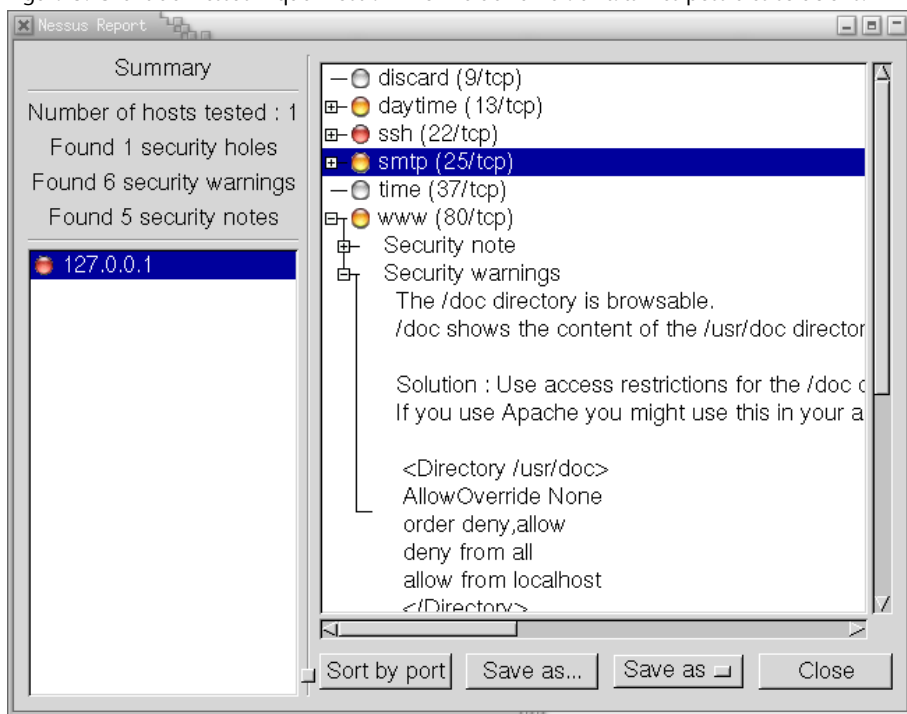 Nessus Report
Summary
Number of hosts tested : 1
Found 1 security holes
Found 6 security warnings
Found 5 security notes
127.0.0.1
discard (9/tcp)
daytime (13/tcp)
ssh (22/tcp)
smtp (25/tcp)
time (37/tcp)
www (80/tcp)
Security note
Security warnings
The /doc directory is browsable.
/doc shows the content of the /usr/doc director
Solution : Use access restrictions for the /doc
If you use Apache you might use this in your a
<Directory /usr/doc>
AllowOverride None
order deny,allow
deny from all
allow from localhost
</Directory>
Sort by port
Save as...
Save as
Close